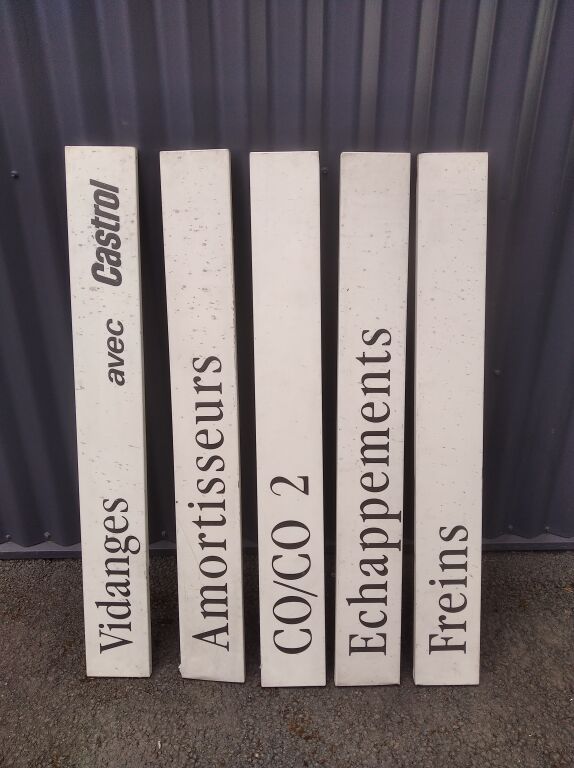 Vidanges avec Castrol
Amortisseurs
CO/CO 2
Echappements
Freins